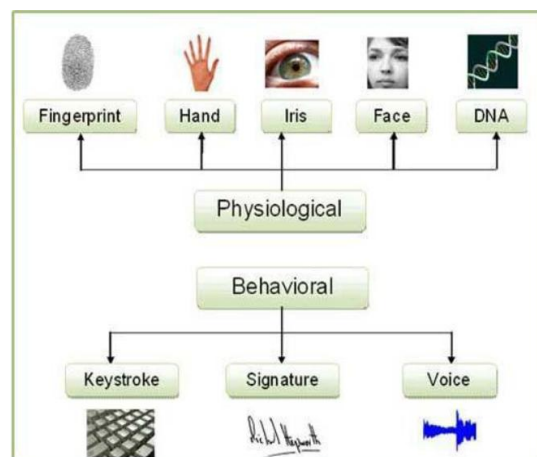 Fingerprint Hand Iris Face DNA
Physiological
Behavioral
Keystroke Signature Voice